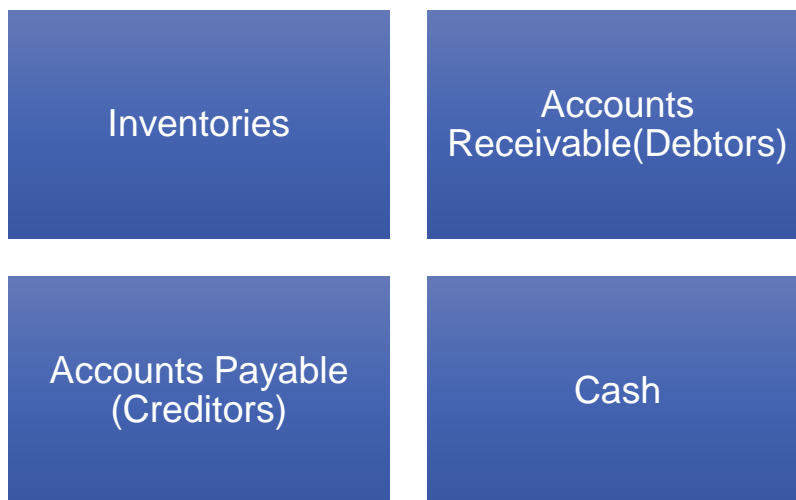 Inventories
Accounts
Receivable(Debtors)
Accounts Payable
(Creditors)
Cash